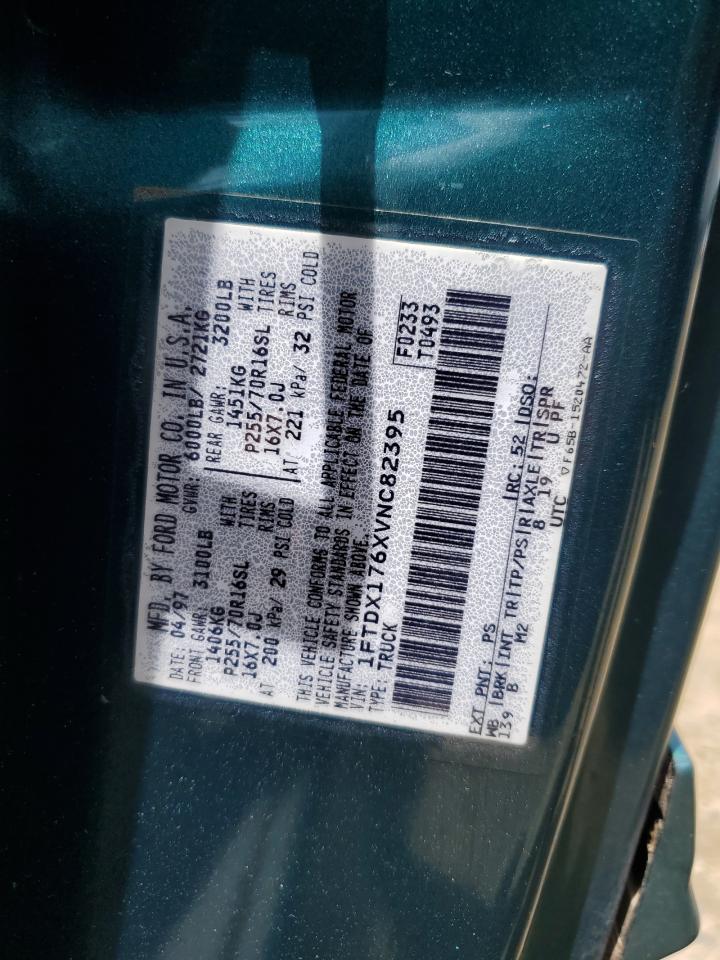 MFD. BY FORD MOTOR CO. IN U.S.A.
DATE: 04/97 GVWR: 6000LB/ 2721KG
FRONT GAWR: 3100LB REAR GAWR: 3200LB
1406KG WITH 1451KG WITH
P255/70R16SL TIRES P255/70R16SL TIRES
16X7.0J RIMS 16X7.0J RIMS
AT 200 kPa/ 29 PSI COLD AT 221 kPa/ 32 PSI COLD
THIS VEHICLE CONFORMS TO ALL APPLICABLE FEDERAL MOTOR
VEHICLE SAFETY STANDARDS IN EFFECT ON THE DATE OF
MANUFACTURE SHOWN ABOVE.
VIN: 1FTDX176XVNC82395 F0233
TYPE: TRUCK T0493
EXT PNT: PS RC: 52 DSO:
WB BRK INT TR TP/PS R AXLE TR SPR
139 B M2 8 19 U PF
UTC ▽F65B-1520472-AA